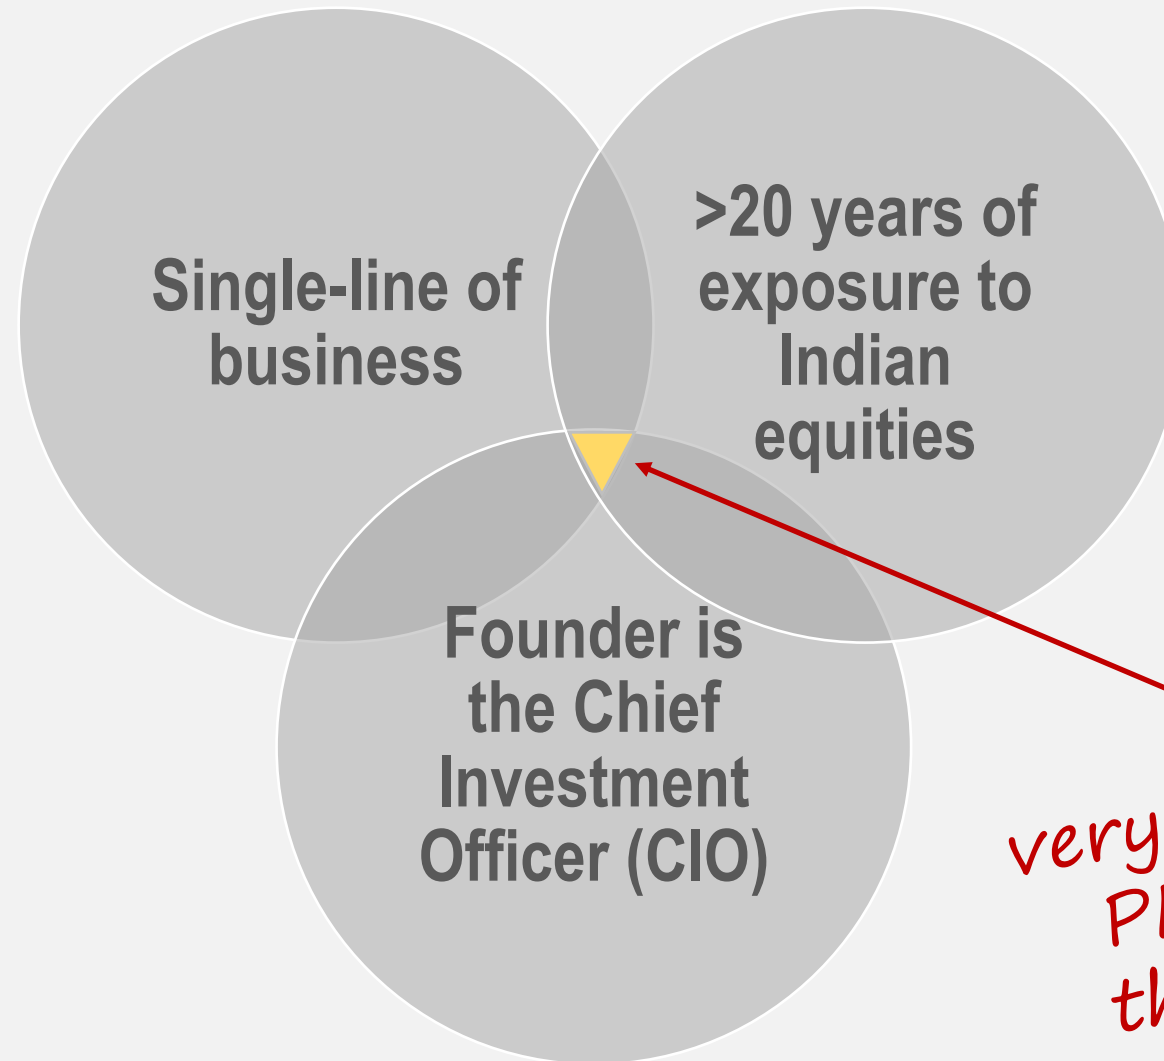 Single-line of
business
>20 years of
exposure to
Indian
equities
Founder is
the Chief
Investment
Officer (CIO)
very